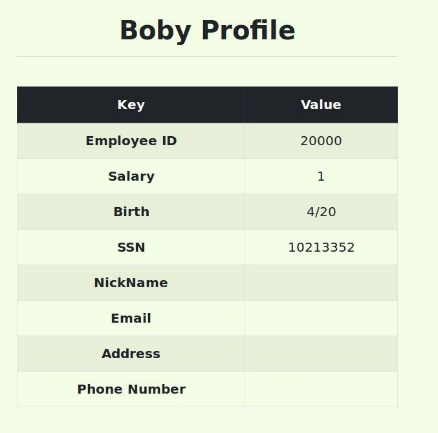 Boby Profile
Key Value
Employee ID 20000
Salary 1
Birth 4/20
SSN 10213352
NickName
Email
Address
Phone Number